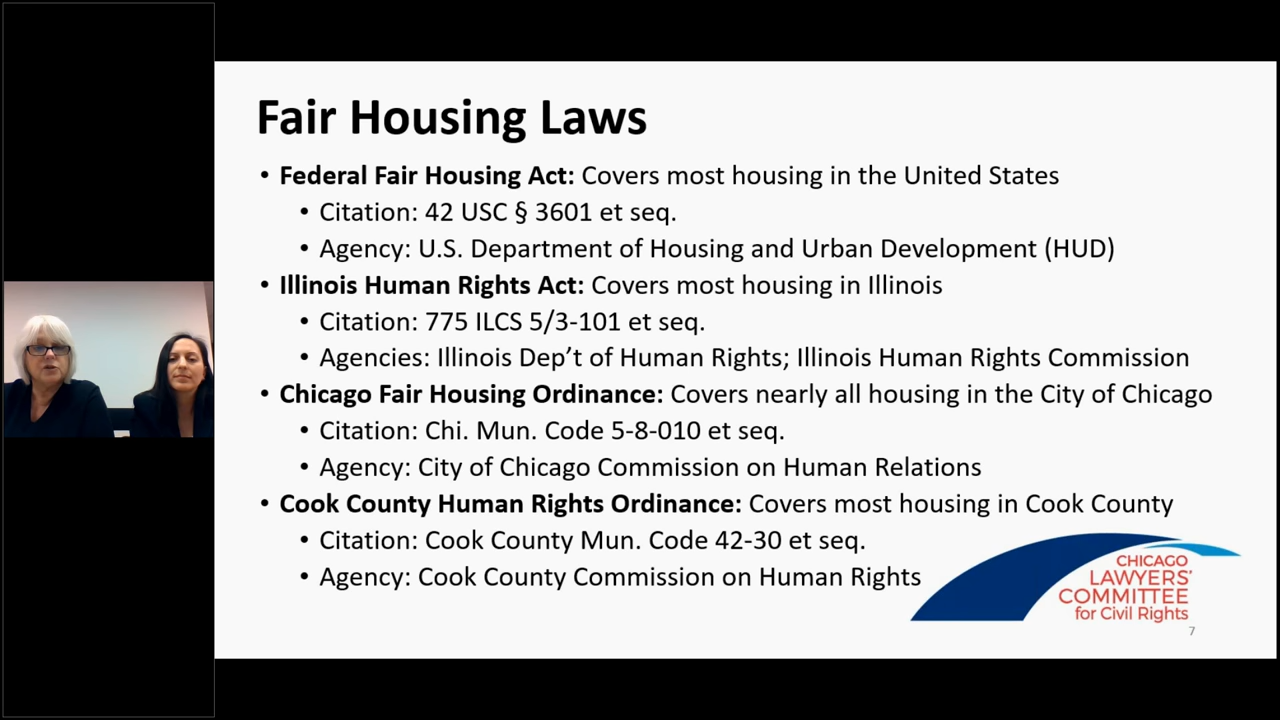 Fair Housing Laws
• Federal Fair Housing Act: Covers most housing in the United States
• Citation: 42 USC § 3601 et seq.
• Agency: U.S. Department of Housing and Urban Development (HUD)
• Illinois Human Rights Act: Covers most housing in Illinois
• Citation: 775 ILCS 5/3-101 et seq.
• Agencies: Illinois Dep’t of Human Rights; Illinois Human Rights Commission
• Chicago Fair Housing Ordinance: Covers nearly all housing in the City of Chicago
• Citation: Chi. Mun. Code 5-8-010 et seq.
• Agency: City of Chicago Commission on Human Relations
• Cook County Human Rights Ordinance: Covers most housing in Cook County
• Citation: Cook County Mun. Code 42-30 et seq.
• Agency: Cook County Commission on Human Rights
CHICAGO
LAWYERS’
COMMITTEE
for Civil Rights
7